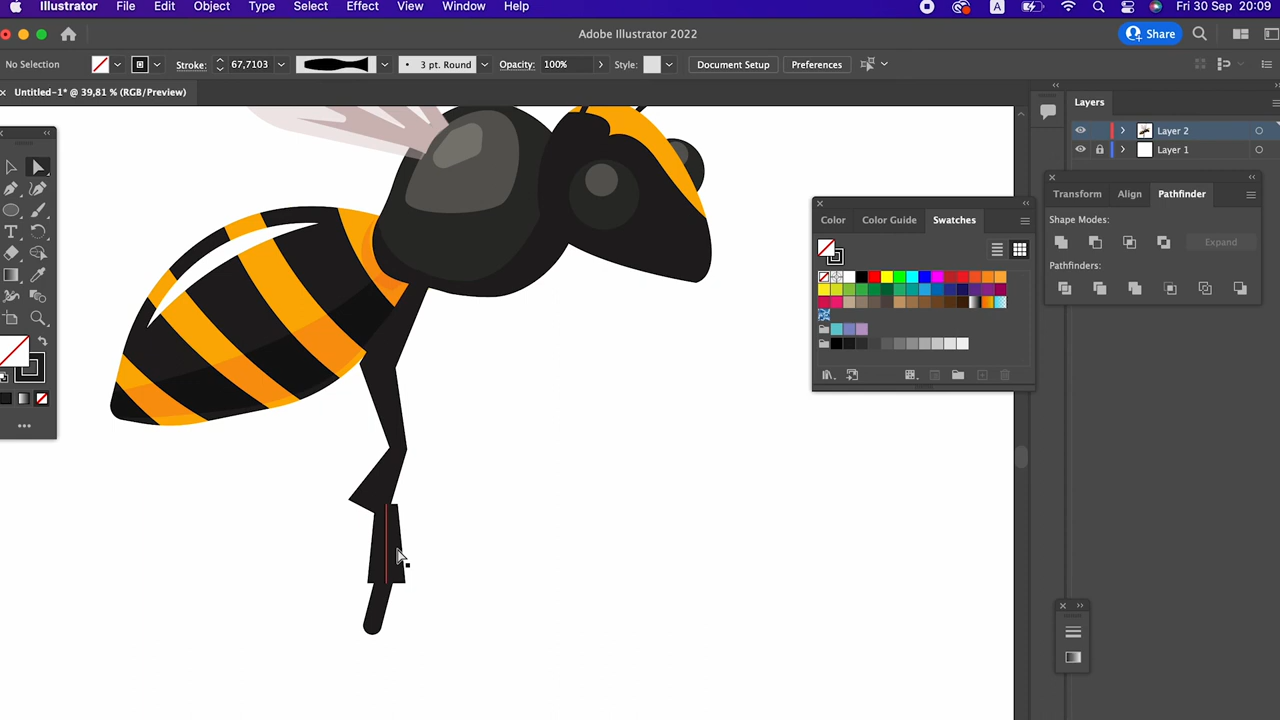 Illustrator File Edit Object Type Select Effect View Window Help A Fri 30 Sep 20:09
Adobe Illustrator 2022 Share
No Selection Stroke: 67,7103 3 pt. Round Opacity: 100% Style: Document Setup Preferences
Untitled-1* @ 39,81 % (RGB/Preview)
Layers
Layer 2
Layer 1
Transform Align Pathfinder
Shape Modes:
Expand
Pathfinders:
Color Color Guide Swatches